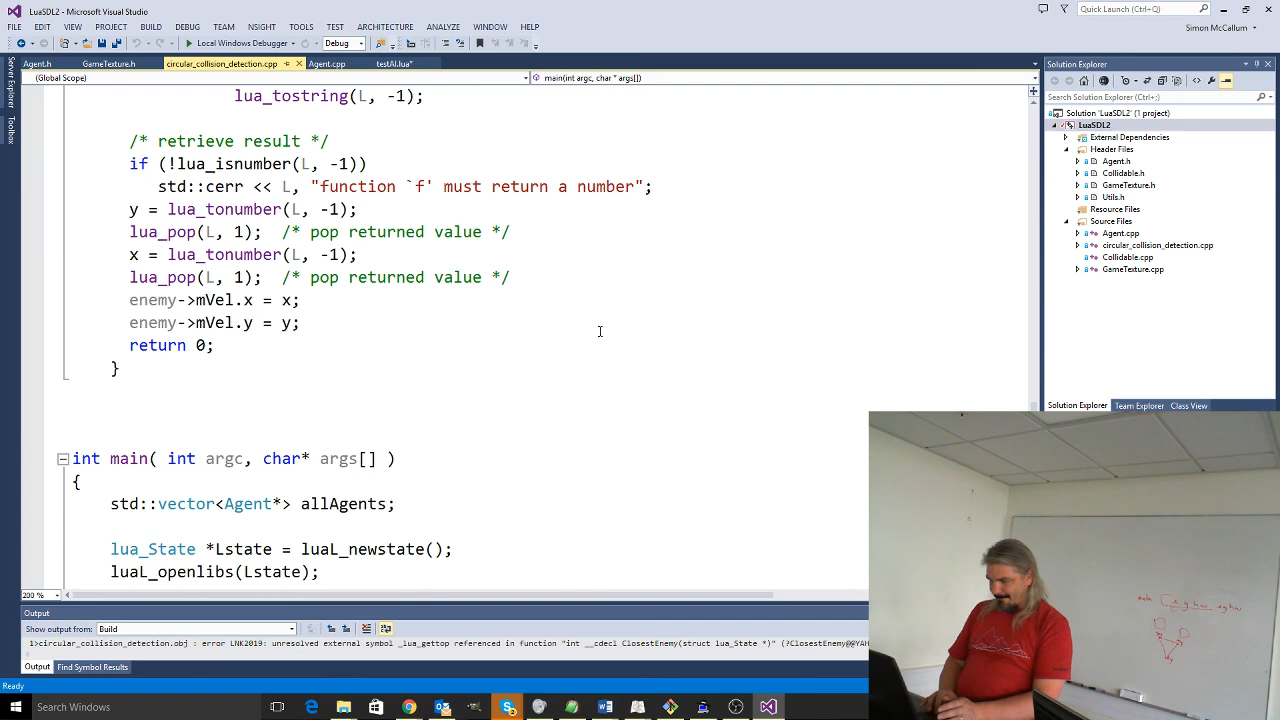 LuaSDL2 - Microsoft Visual Studio
Quick Launch (Ctrl+Q)
FILE EDIT VIEW PROJECT BUILD DEBUG TEAM NSIGHT TOOLS TEST ARCHITECTURE ANALYZE WINDOW HELP
Simon McCallum
Local Windows Debugger Debug
Agent.h GameTexture.h circular_collision_detection.cpp Agent.cpp testAI.lua*
(Global Scope) main(int argc, char * args[])
Server Explorer
Toolbox
lua_tostring(L, -1);
/* retrieve result */
if (!lua_isnumber(L, -1))
std::cerr << L, "function `f' must return a number";
y = lua_tonumber(L, -1);
lua_pop(L, 1); /* pop returned value */
x = lua_tonumber(L, -1);
lua_pop(L, 1); /* pop returned value */
enemy->mVel.x = x;
enemy->mVel.y = y;
return 0;
}
int main( int argc, char* args[] )
{
std::vector<Agent*> allAgents;
lua_State *Lstate = luaL_newstate();
luaL_openlibs(Lstate);
200 %
Solution Explorer
Search Solution Explorer (Ctrl+;)
Solution 'LuaSDL2' (1 project)
LuaSDL2
External Dependencies
Header Files
Agent.h
Collidable.h
GameTexture.h
Utils.h
Resource Files
Source Files
Agent.cpp
circular_collision_detection.cpp
Collidable.cpp
GameTexture.cpp
Solution Explorer Team Explorer Class View
Output
Show output from: Build
1>circular_collision_detection.obj : error LNK2019: unresolved external symbol _lua_gettop referenced in function "int __cdecl ClosestEnemy(struct lua_State *)" (?ClosestEnemy@@YAH
Output Find Symbol Results
Ready
Search Windows